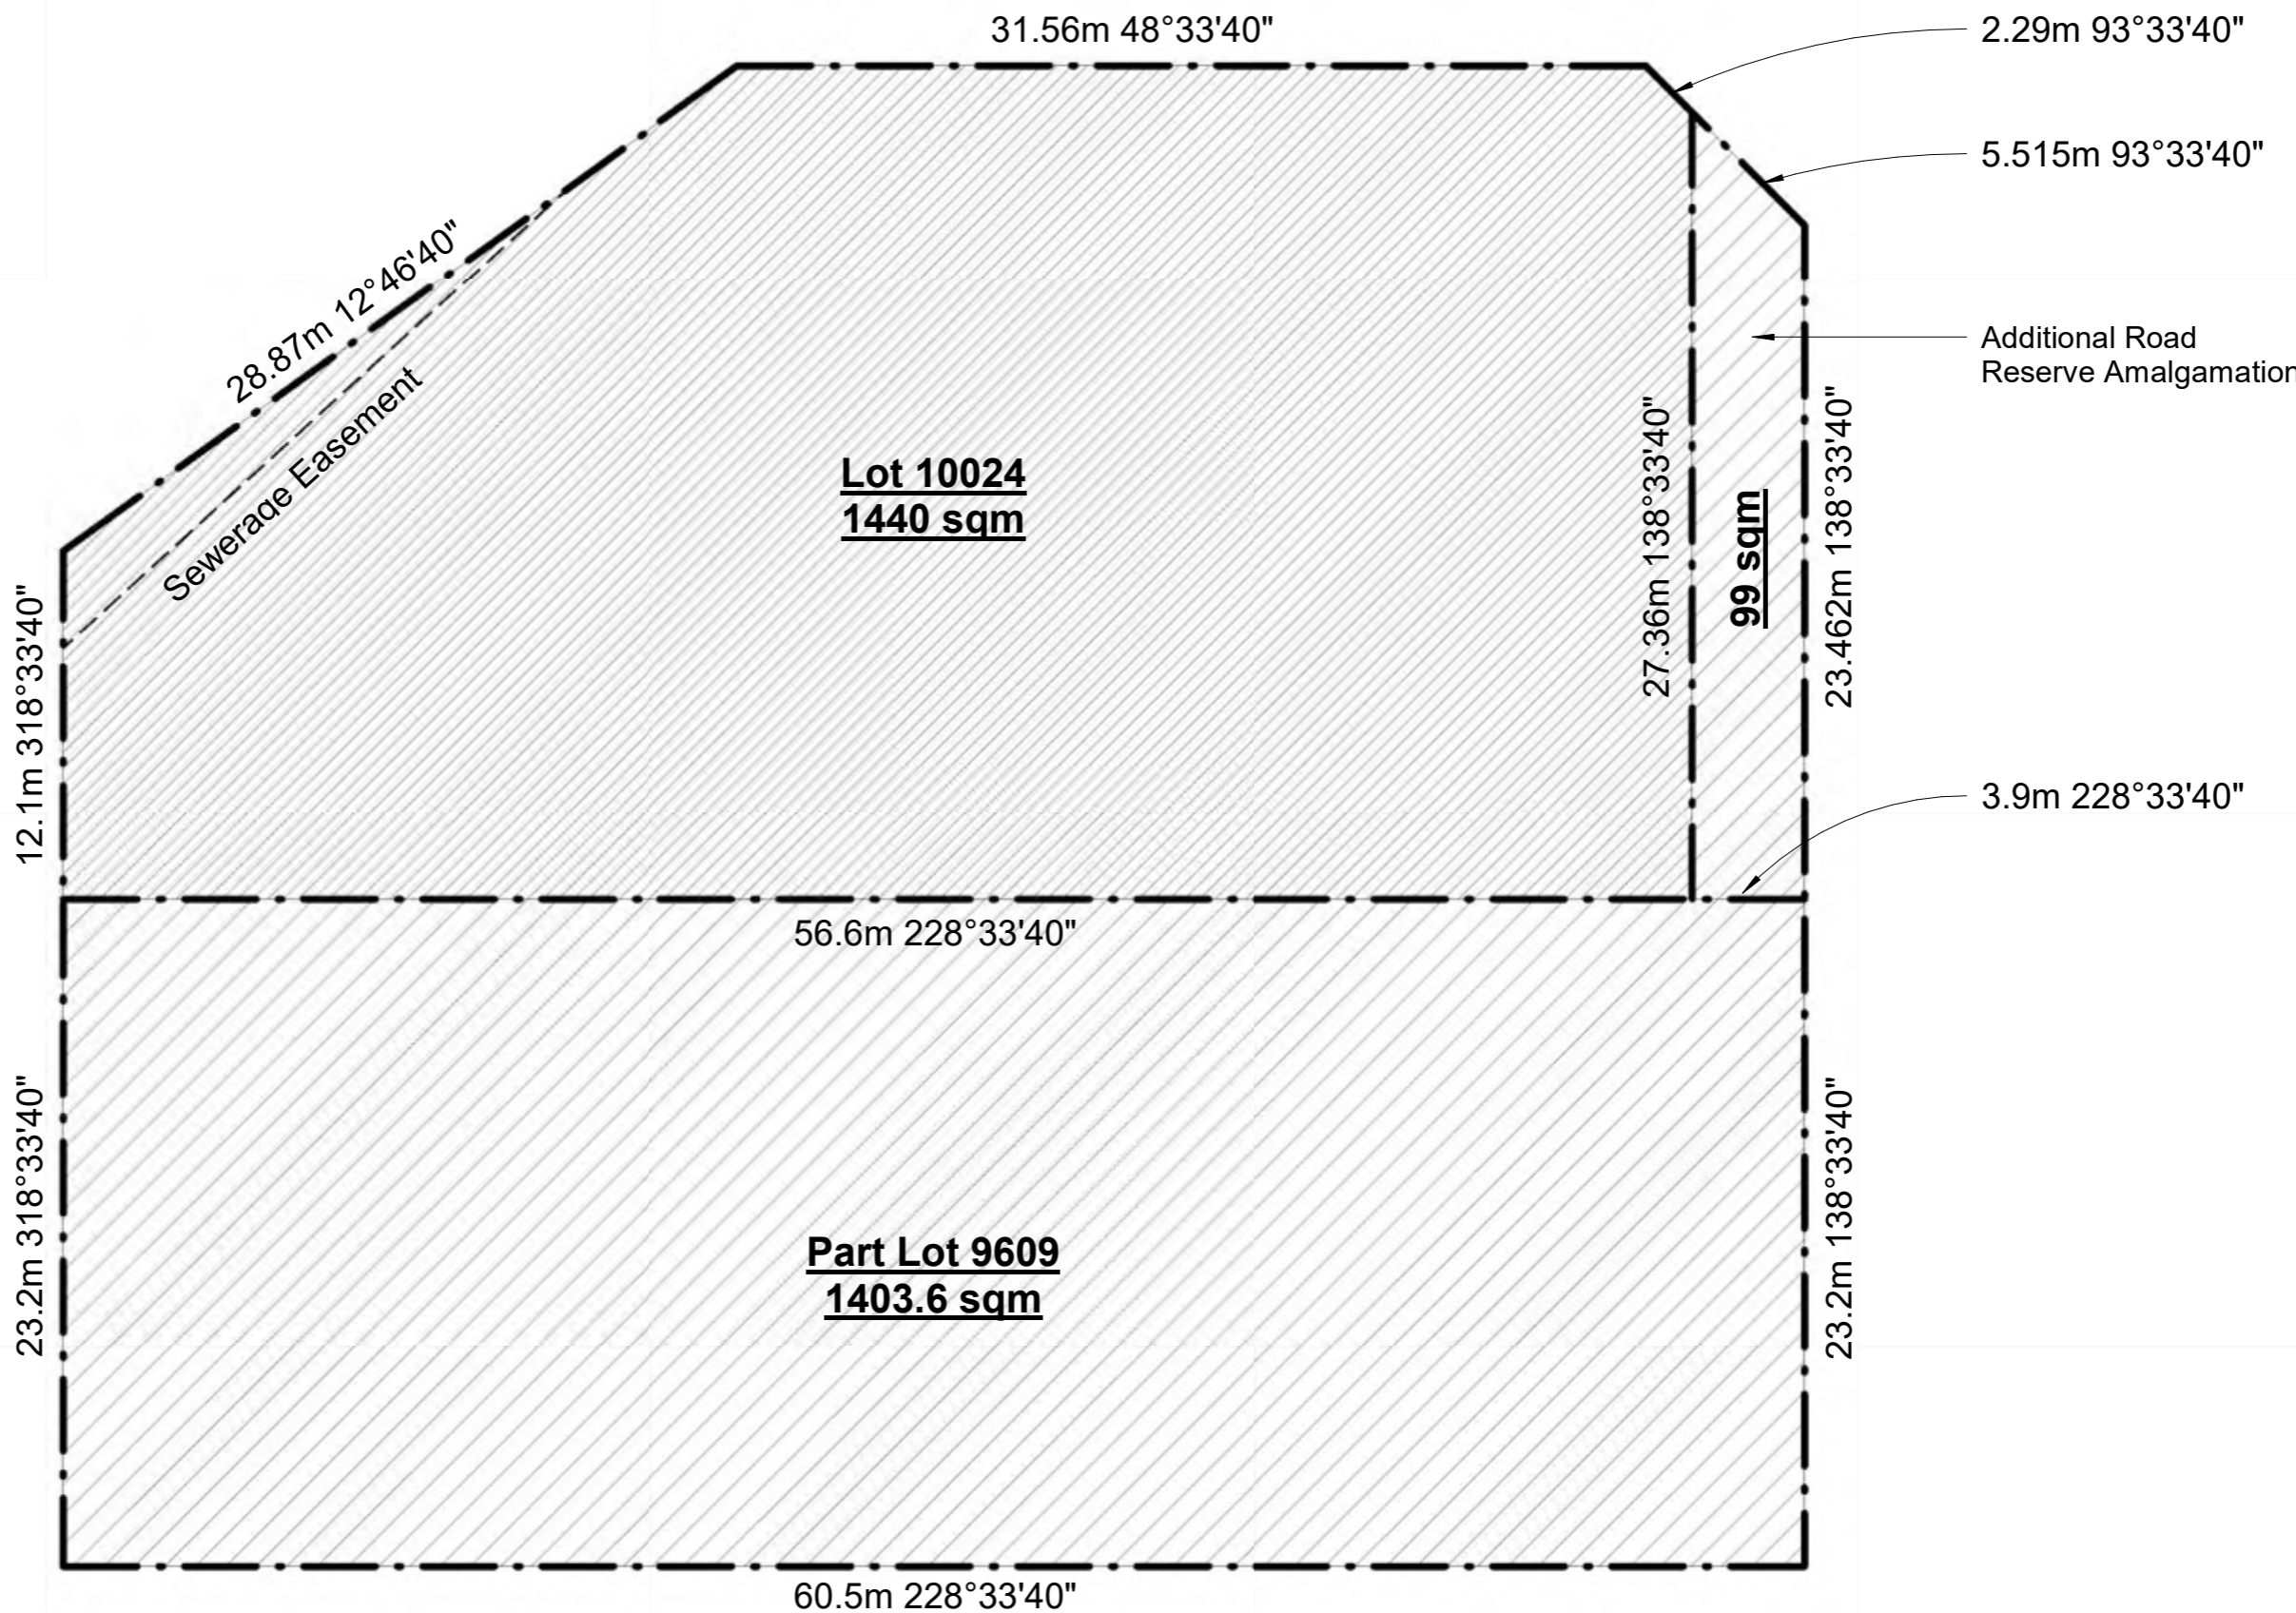 31.56m 48°33'40"
2.29m 93°33'40"
5.515m 93°33'40"
28.87m 12°46'40"
Sewerage Easement
Additional Road
Reserve Amalgamation
Lot 10024
1440 sqm
27.36m 138°33'40"
99 sqm
23.462m 138°33'40"
12.1m 318°33'40"
3.9m 228°33'40"
56.6m 228°33'40"
23.2m 318°33'40"
Part Lot 9609
1403.6 sqm
23.2m 138°33'40"
60.5m 228°33'40"